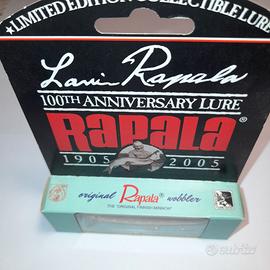 ★LIMITED EDITION COLLECTIBLE LURE★
Lauri Rapala
100TH ANNIVERSARY LURE
RAPALA®
1905 2005
original Rapala® wobbler
THE "ORIGINAL FINNISH MINNOW"
subito